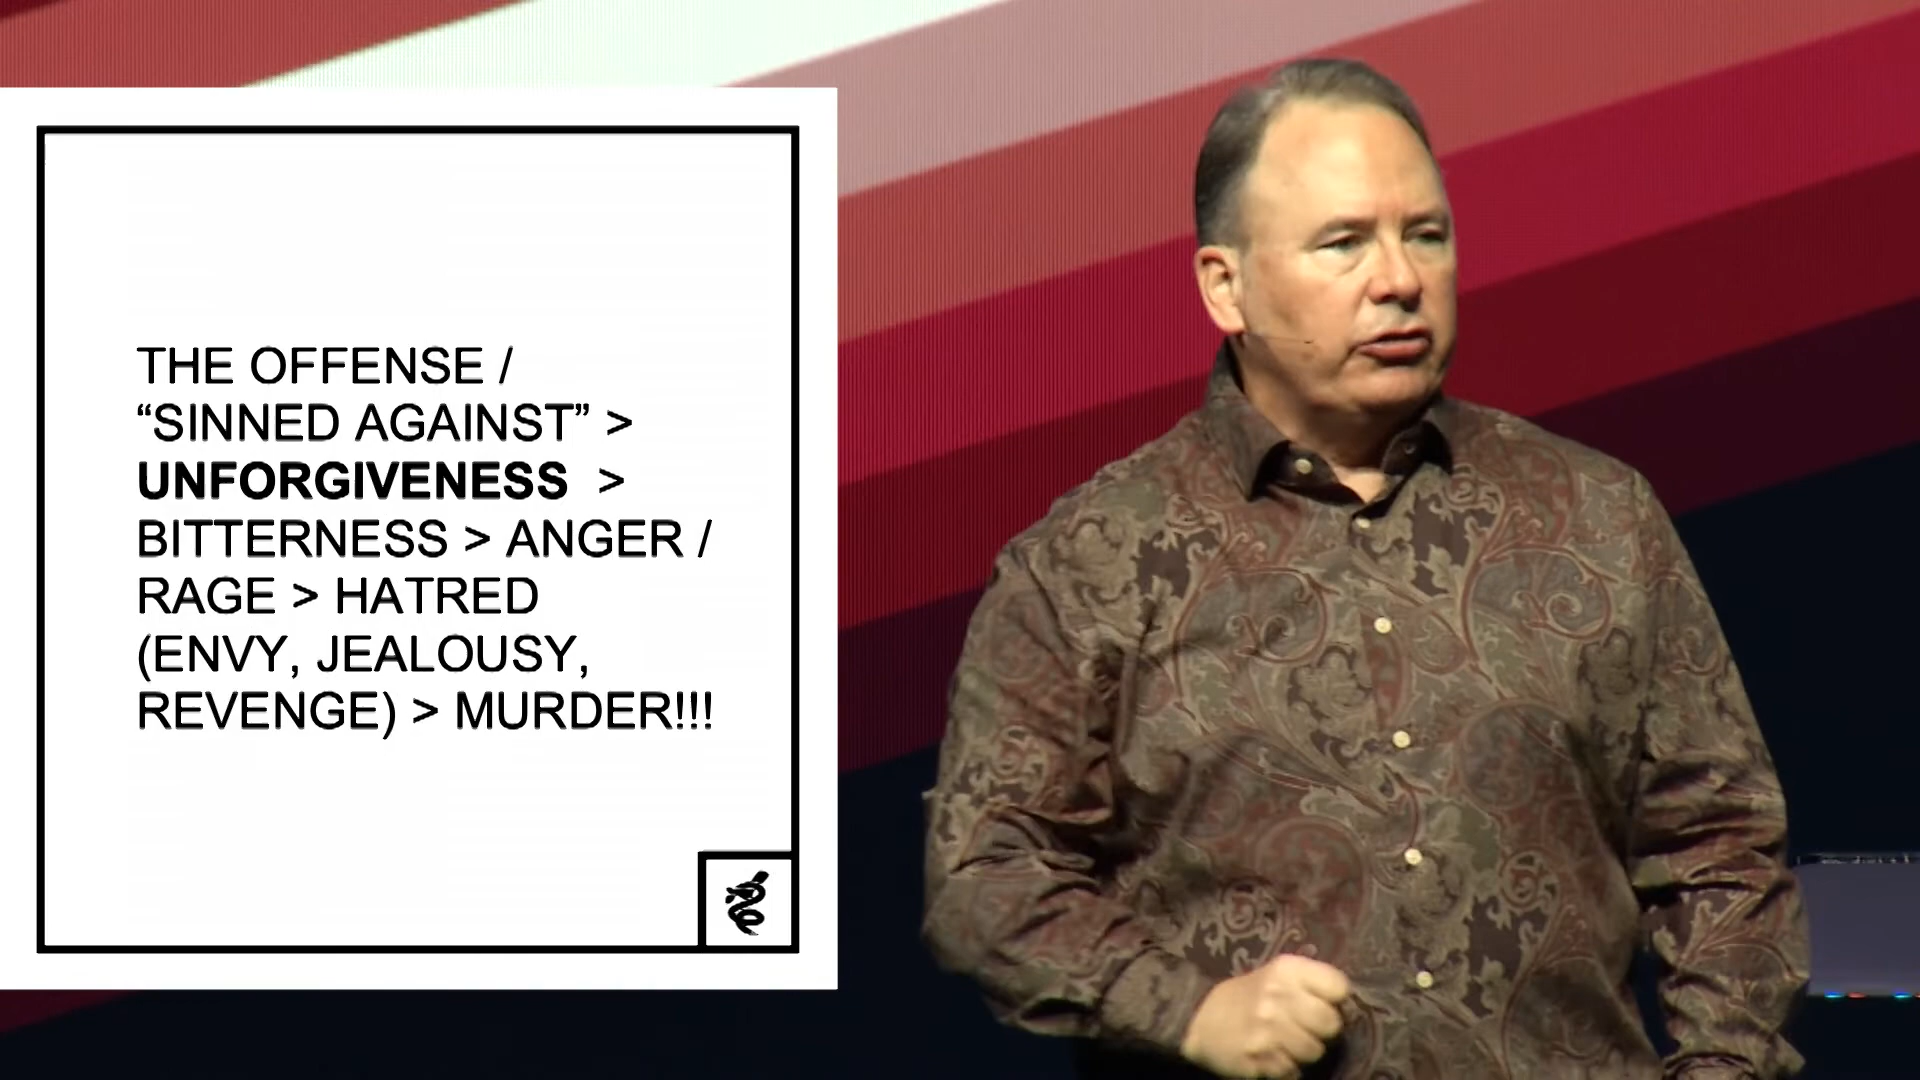 THE OFFENSE /
“SINNED AGAINST” >
UNFORGIVENESS >
BITTERNESS > ANGER /
RAGE > HATRED
(ENVY, JEALOUSY,
REVENGE) > MURDER!!!